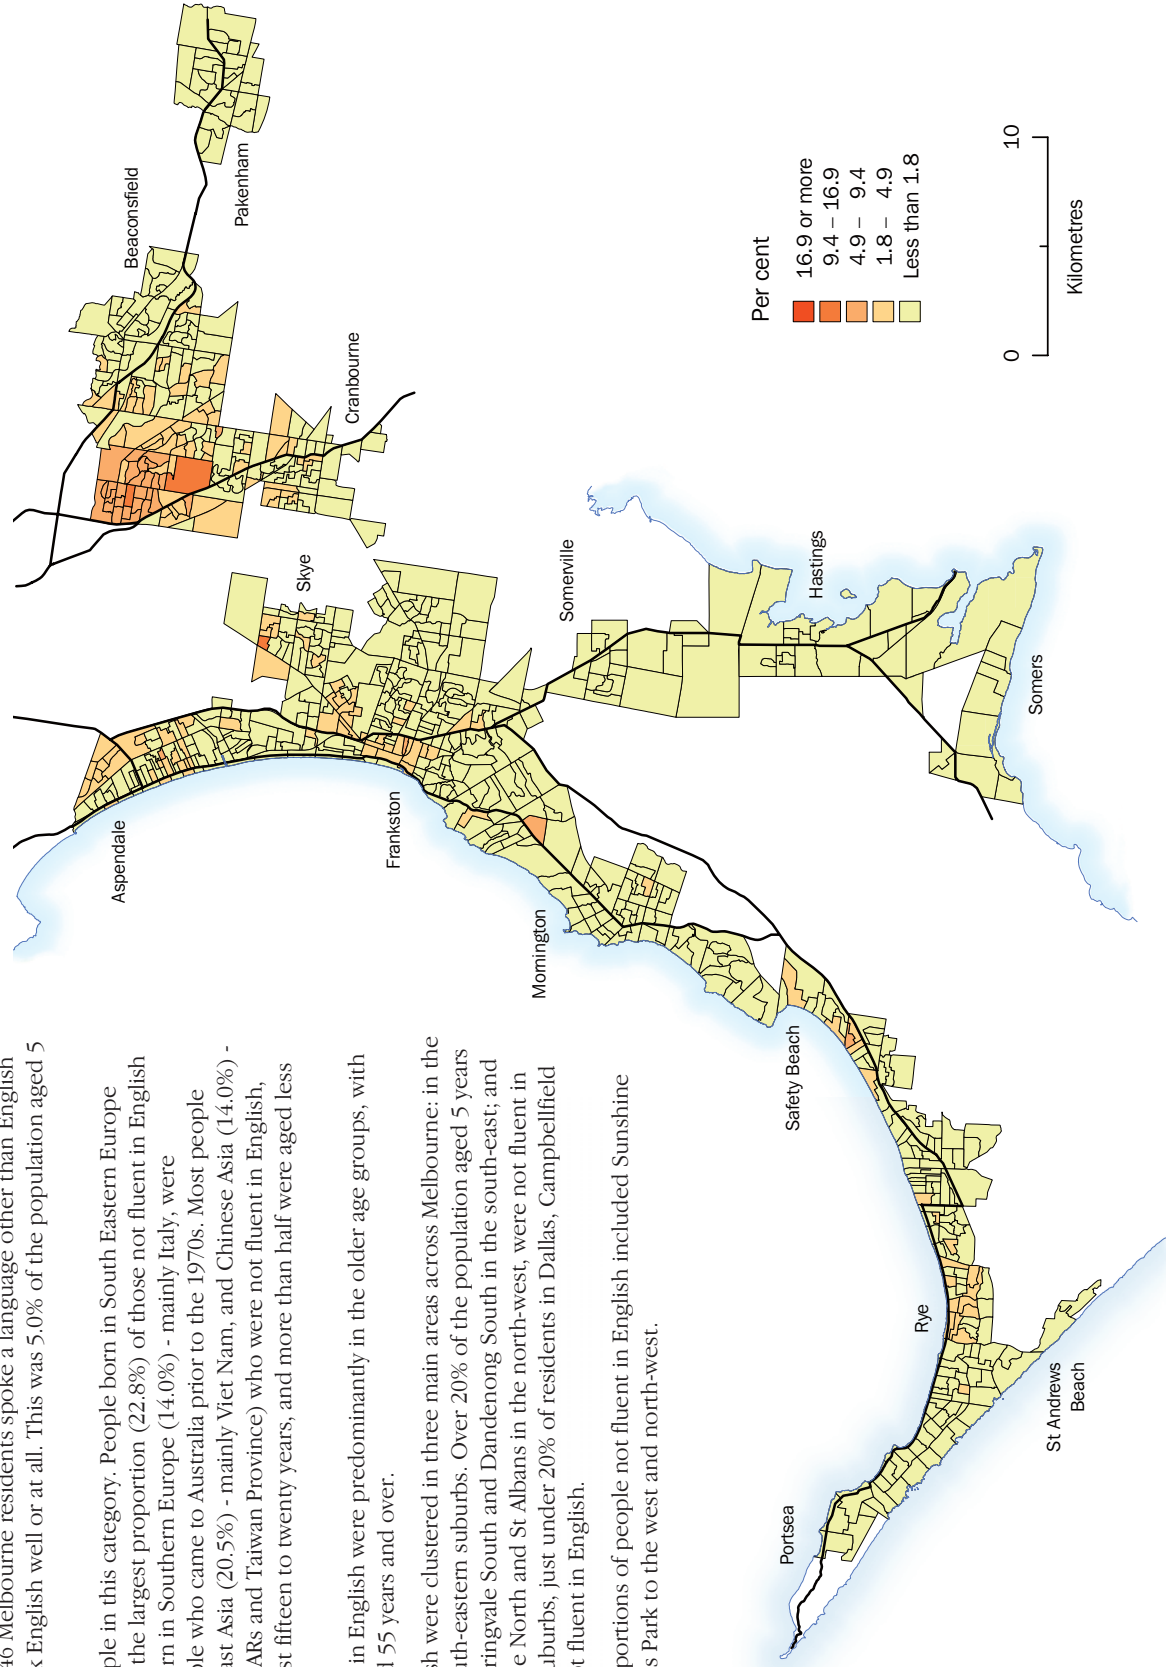 46 Melbourne residents spoke a language other than English
k English well or at all. This was 5.0% of the population aged 5
ple in this category. People born in South Eastern Europe
the largest proportion (22.8%) of those not fluent in English
rn in Southern Europe (14.0%) - mainly Italy, were
ple who came to Australia prior to the 1970s. Most people
ast Asia (20.5%) - mainly Viet Nam, and Chinese Asia (14.0%) -
ARs and Taiwan Province) who were not fluent in English,
st fifteen to twenty years, and more than half were aged less
in English were predominantly in the older age groups, with
d 55 years and over.
sh were clustered in three main areas across Melbourne: in the
uth-eastern suburbs. Over 20% of the population aged 5 years
ringvale South and Dandenong South in the south-east; and
e North and St Albans in the north-west, were not fluent in
uburbs, just under 20% of residents in Dallas, Campbellfield
ot fluent in English.
portions of people not fluent in English included Sunshine
s Park to the west and north-west.
Aspendale
Frankston
Skye
Cranbourne
Beaconsfield
Pakenham
Mornington
Somerville
Hastings
Somers
Safety Beach
Rye
St Andrews
Beach
Portsea
Per cent
16.9 or more
9.4 – 16.9
4.9 – 9.4
1.8 – 4.9
Less than 1.8
0 10
Kilometres